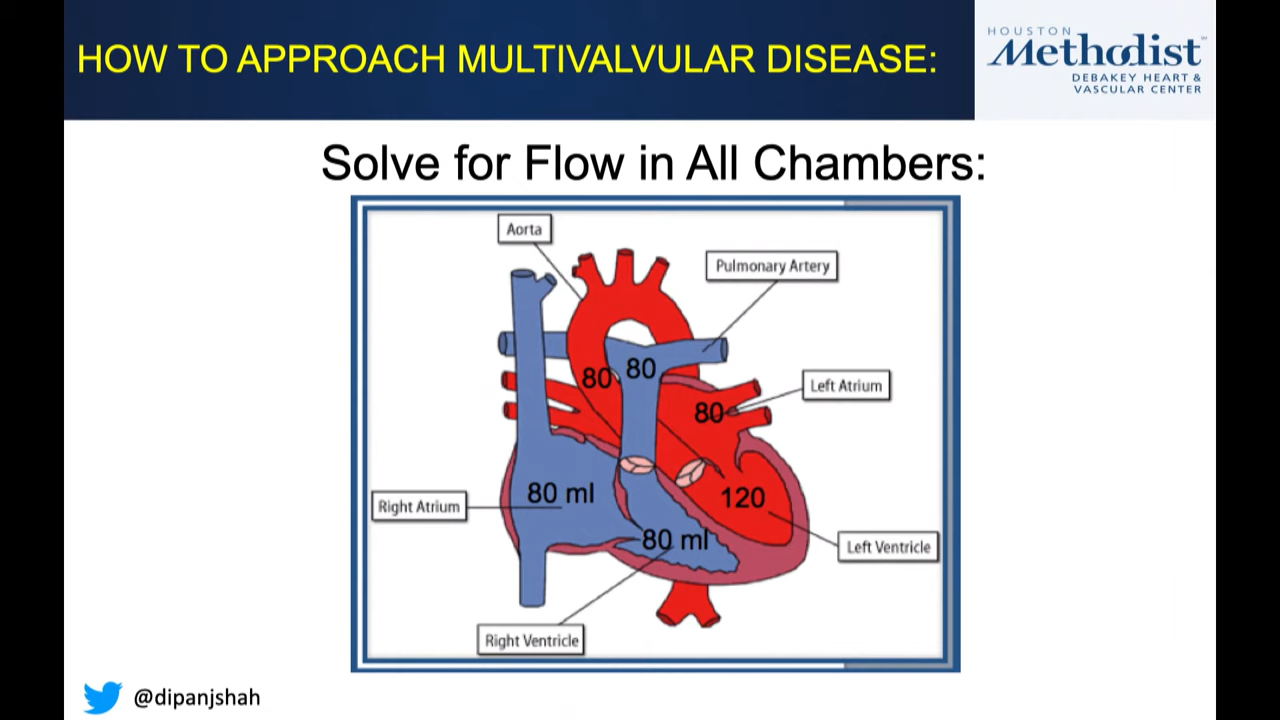 HOW TO APPROACH MULTIVALVULAR DISEASE:
HOUSTON
Methodist
DEBAKEY HEART &
VASCULAR CENTER
Solve for Flow in All Chambers:
Aorta
Pulmonary Artery
80
80
Left Atrium
80
80 ml
120
Right Atrium
80 ml
Left Ventricle
Right Ventricle
@dipanjshah